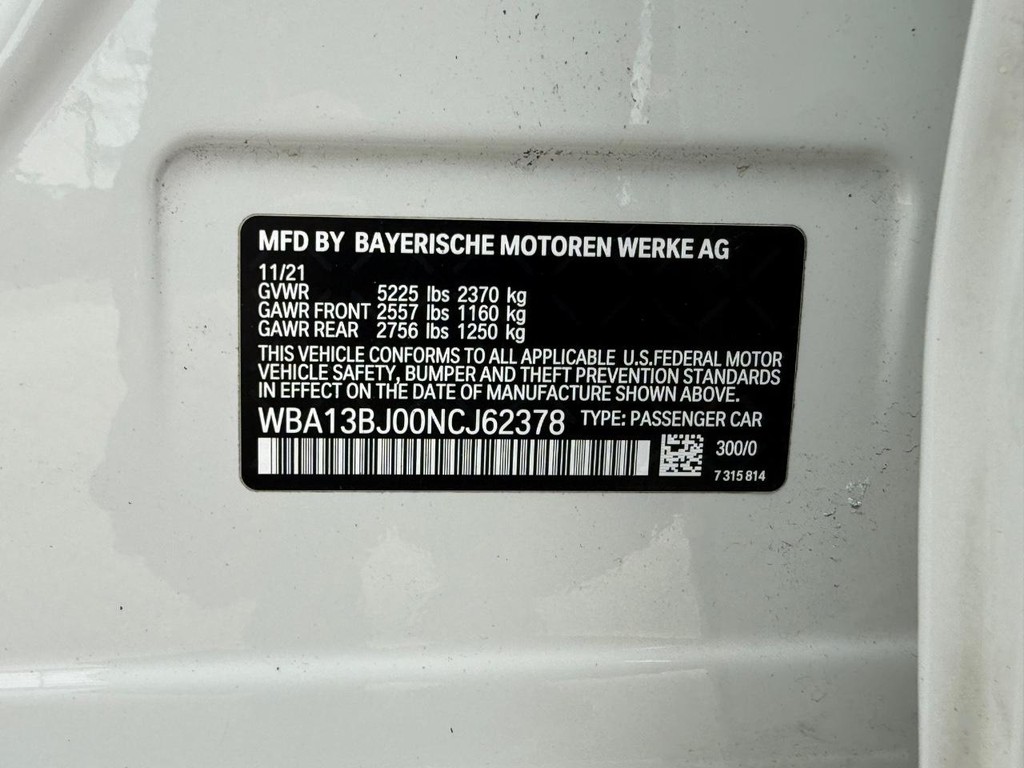 MFD BY BAYERISCHE MOTOREN WERKE AG
11/21
GVWR 5225 lbs 2370 kg
GAWR FRONT 2557 lbs 1160 kg
GAWR REAR 2756 lbs 1250 kg
THIS VEHICLE CONFORMS TO ALL APPLICABLE U.S.FEDERAL MOTOR
VEHICLE SAFETY, BUMPER AND THEFT PREVENTION STANDARDS
IN EFFECT ON THE DATE OF MANUFACTURE SHOWN ABOVE.
WBA13BJ00NCJ62378 TYPE: PASSENGER CAR
300/0
7 315 814